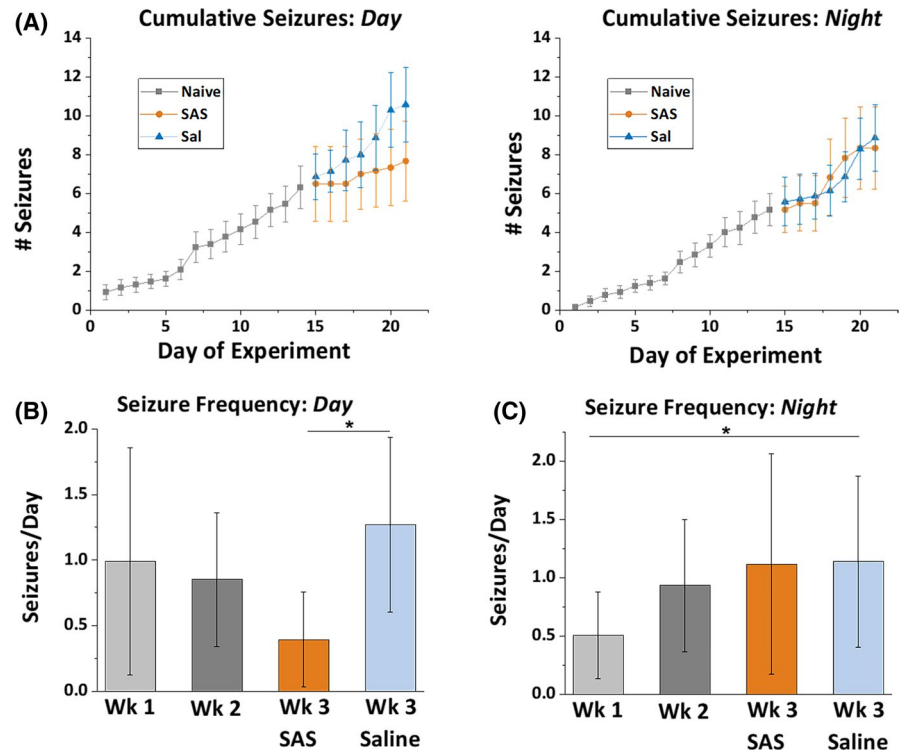 (A)
Cumulative Seizures: Day
14
12
10
8
6
4
2
0
# Seizures
Naive
SAS
Sal
0 5 10 15 20
Day of Experiment
Cumulative Seizures: Night
14
12
10
8
6
4
2
0
# Seizures
Naive
SAS
Sal
0 5 10 15 20
Day of Experiment
(B)
Seizure Frequency: Day
2.0
1.5
1.0
0.5
0.0
Seizures/Day
*
Wk 1 Wk 2 Wk 3 Wk 3
SAS Saline
(C)
Seizure Frequency: Night
2.0
1.5
1.0
0.5
0.0
Seizures/Day
*
Wk 1 Wk 2 Wk 3 Wk 3
SAS Saline